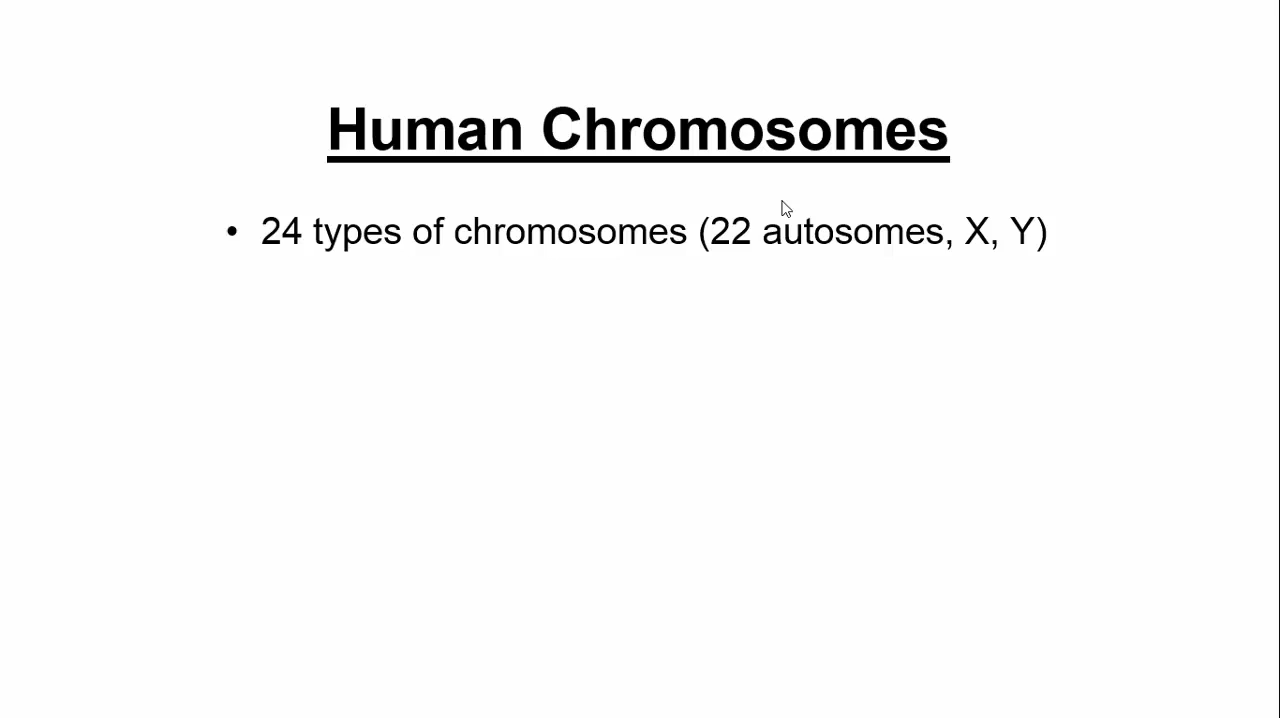 Human Chromosomes
• 24 types of chromosomes (22 autosomes, X, Y)